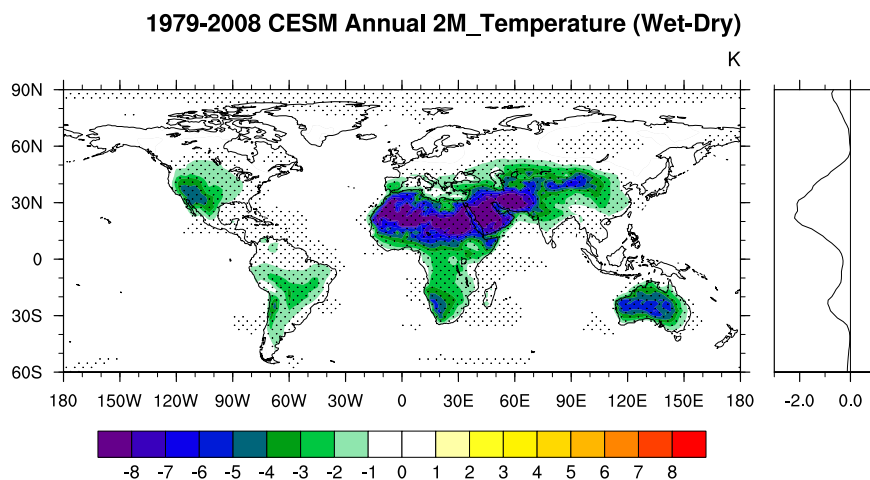 1979-2008 CESM Annual 2M_Temperature (Wet-Dry)
K
90N
60N
30N
0
30S
60S
180 150W 120W 90W 60W 30W 0 30E 60E 90E 120E 150E 180
-2.0 0.0
-8 -7 -6 -5 -4 -3 -2 -1 0 1 2 3 4 5 6 7 8